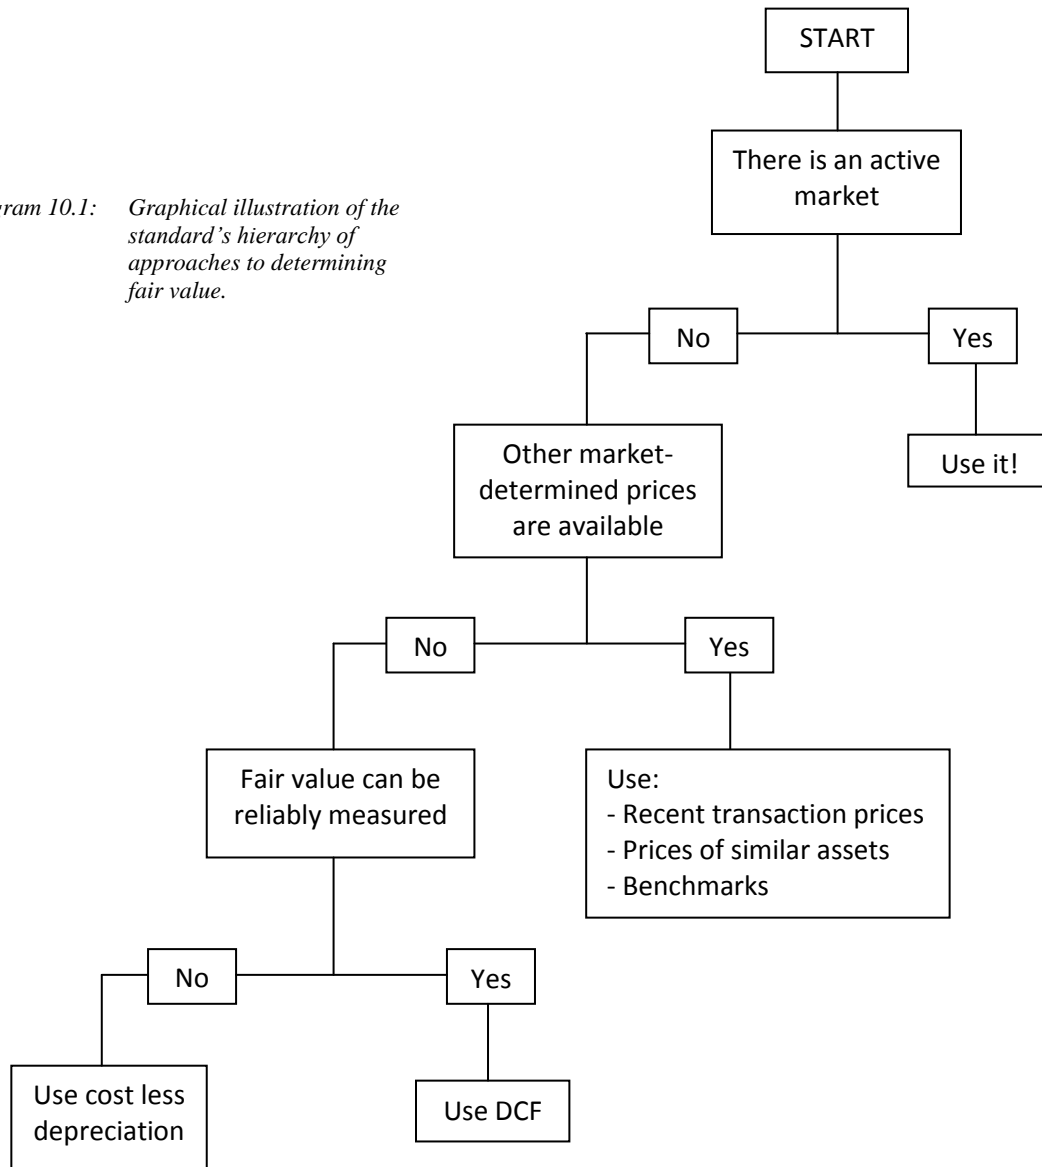 START
There is an active
market
gram 10.1: Graphical illustration of the
standard’s hierarchy of
approaches to determining
fair value.
No
Yes
Other market-
determined prices
are available
Use it!
No
Yes
Fair value can be
reliably measured
Use:
- Recent transaction prices
- Prices of similar assets
- Benchmarks
No
Yes
Use cost less
depreciation
Use DCF